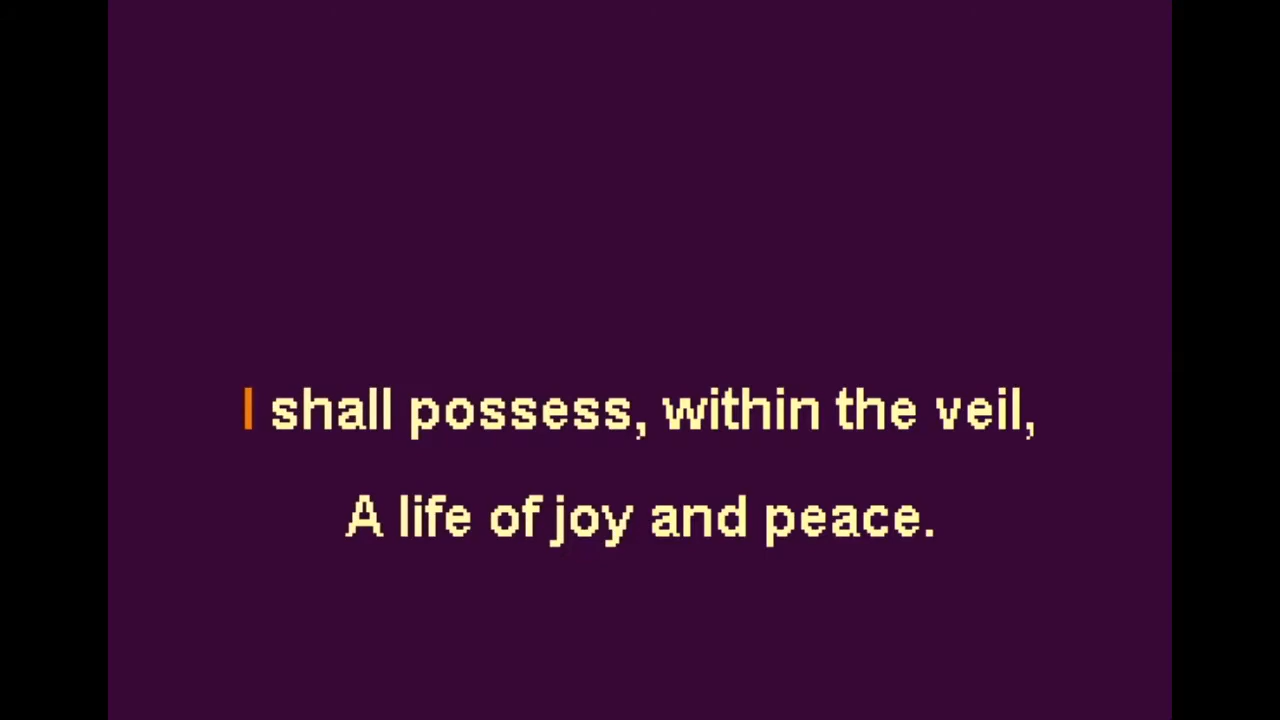 I shall possess, within the veil,
A life of joy and peace.